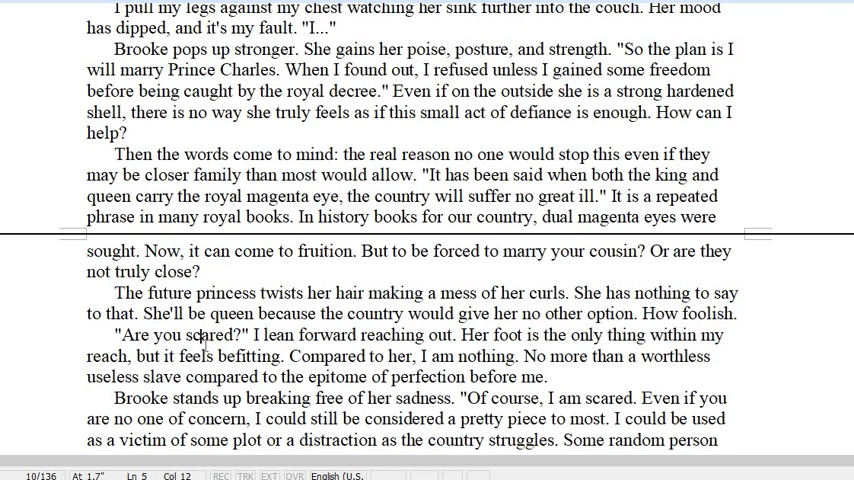 I pull my legs against my chest watching her sink further into the couch. Her mood
has dipped, and it's my fault. "I..."
Brooke pops up stronger. She gains her poise, posture, and strength. "So the plan is I
will marry Prince Charles. When I found out, I refused unless I gained some freedom
before being caught by the royal decree." Even if on the outside she is a strong hardened
shell, there is no way she truly feels as if this small act of defiance is enough. How can I
help?
Then the words come to mind: the real reason no one would stop this even if they
may be closer family than most would allow. "It has been said when both the king and
queen carry the royal magenta eye, the country will suffer no great ill." It is a repeated
phrase in many royal books. In history books for our country, dual magenta eyes were
sought. Now, it can come to fruition. But to be forced to marry your cousin? Or are they
not truly close?
The future princess twists her hair making a mess of her curls. She has nothing to say
to that. She'll be queen because the country would give her no other option. How foolish.
"Are you scared?" I lean forward reaching out. Her foot is the only thing within my
reach, but it feels befitting. Compared to her, I am nothing. No more than a worthless
useless slave compared to the epitome of perfection before me.
Brooke stands up breaking free of her sadness. "Of course, I am scared. Even if you
are no one of concern, I could still be considered a pretty piece to most. I could be used
as a victim of some plot or a distraction as the country struggles. Some random person
10/136 At 1.7" Ln 5 Col 12 REC TRK EXT OVR English (U.S.